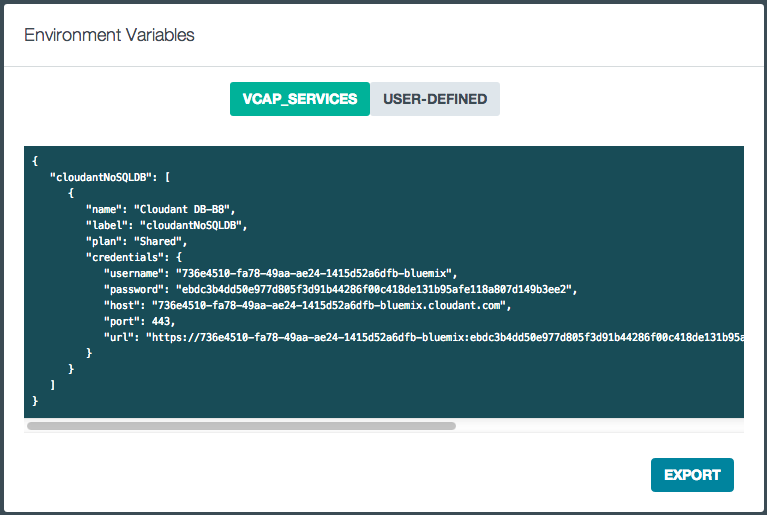 Environment Variables
VCAP_SERVICES USER-DEFINED
{
"cloudantNoSQLDB": [
{
"name": "Cloudant DB-B8",
"label": "cloudantNoSQLDB",
"plan": "Shared",
"credentials": {
"username": "736e4510-fa78-49aa-ae24-1415d52a6dfb-bluemix",
"password": "ebdc3b4dd50e977d805f3d91b44286f00c418de131b95afe118a807d149b3ee2",
"host": "736e4510-fa78-49aa-ae24-1415d52a6dfb-bluemix.cloudant.com",
"port": 443,
"url": "https://736e4510-fa78-49aa-ae24-1415d52a6dfb-bluemix:ebdc3b4dd50e977d805f3d91b44286f00c418de131b95a
}
}
]
}
EXPORT